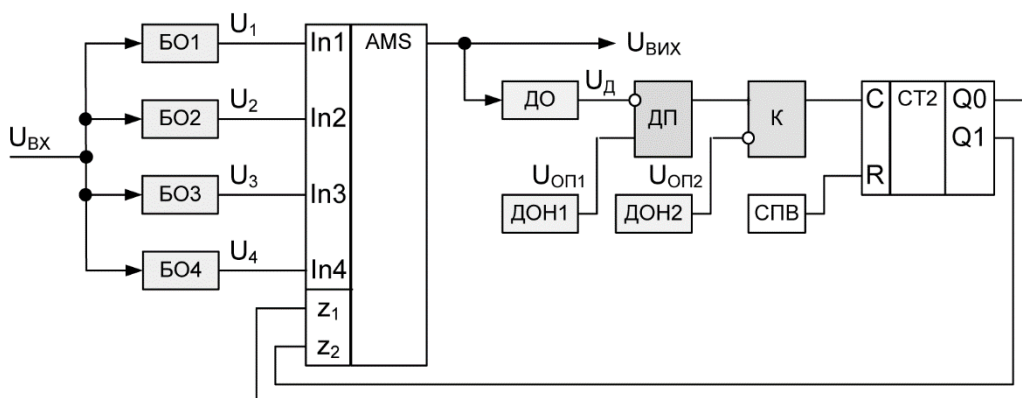 БО1
U1
In1
AMS
UВИХ
БО2
U2
In2
ДО
UД
ДП
К
C
CT2
Q0
Q1
UВХ
БО3
U3
In3
UОП1
UОП2
R
ДОН1
ДОН2
СПВ
БО4
U4
In4
z1
z2